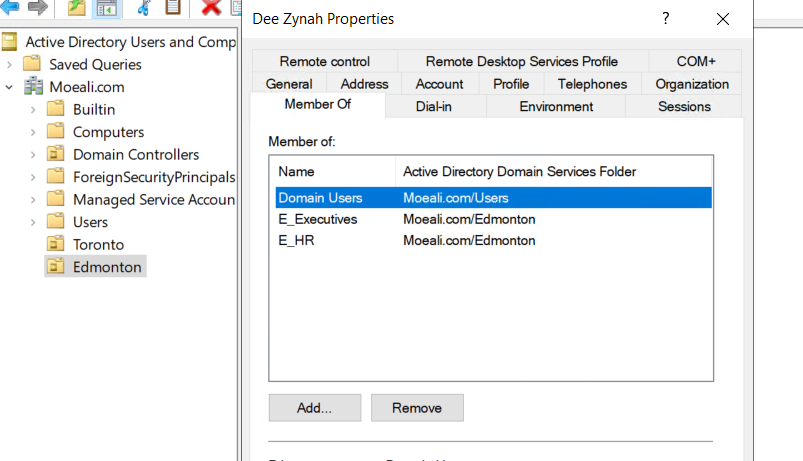 Dee Zynah Properties
?
Active Directory Users and Comp
Saved Queries
Moeali.com
Builtin
Computers
Domain Controllers
ForeignSecurityPrincipals
Managed Service Accoun
Users
Toronto
Edmonton
Remote control Remote Desktop Services Profile COM+
General Address Account Profile Telephones Organization
Member Of Dial-in Environment Sessions
Member of:
Name Active Directory Domain Services Folder
Domain Users Moeali.com/Users
E_Executives Moeali.com/Edmonton
E_HR Moeali.com/Edmonton
Add... Remove